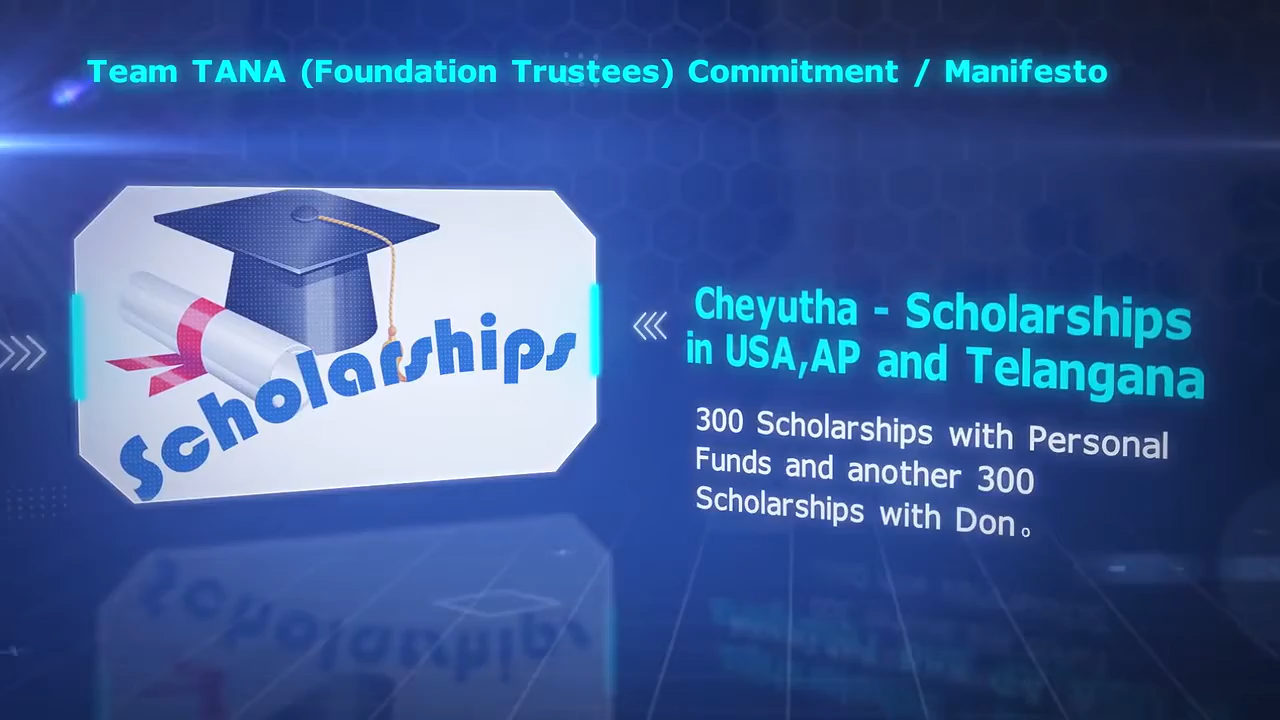 Team TANA (Foundation Trustees) Commitment / Manifesto
Scholarships
Cheyutha - Scholarships
in USA,AP and Telangana
300 Scholarships with Personal
Funds and another 300
Scholarships with Don